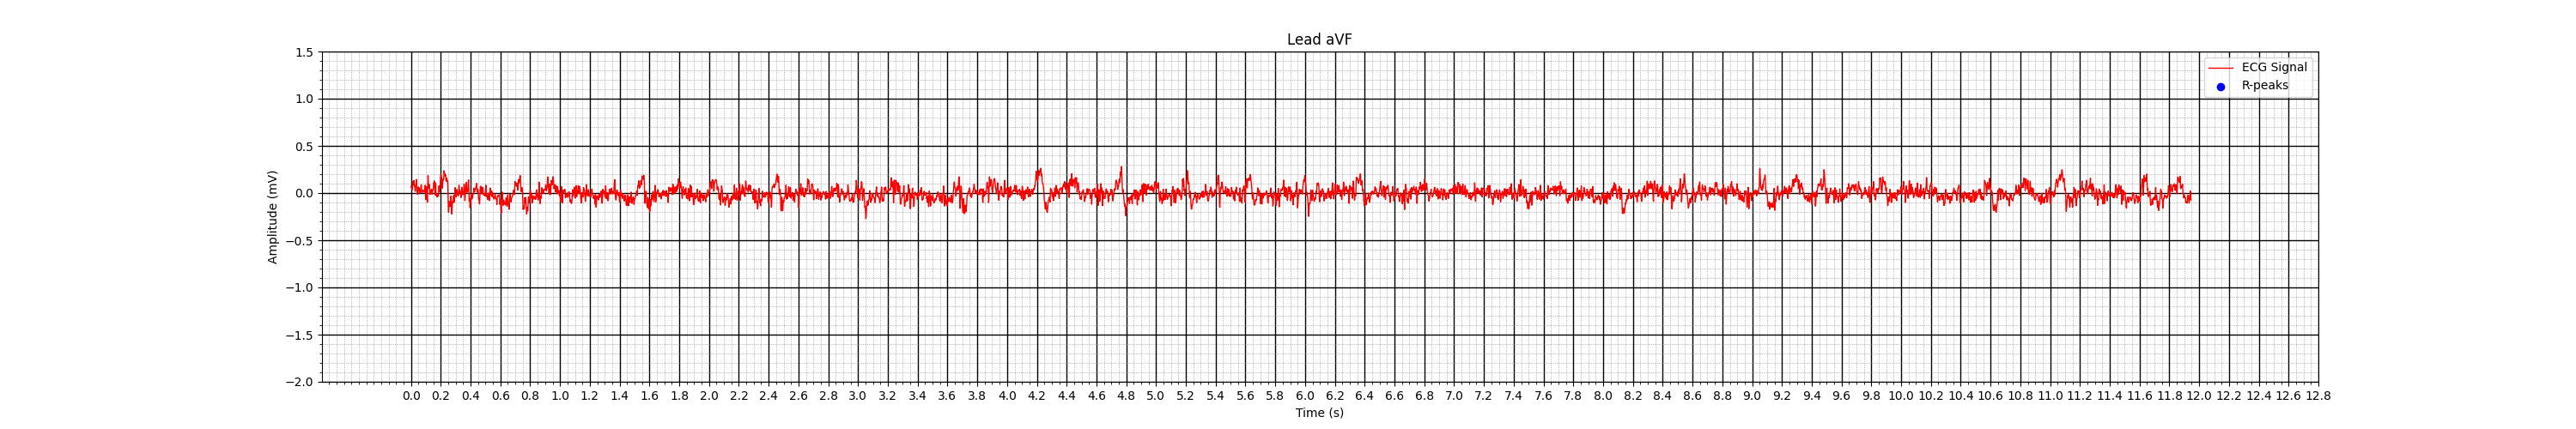 Lead aVF
ECG Signal
R-peaks
Amplitude (mV)
1.5
1.0
0.5
0.0
−0.5
−1.0
−1.5
−2.0
0.0 0.2 0.4 0.6 0.8 1.0 1.2 1.4 1.6 1.8 2.0 2.2 2.4 2.6 2.8 3.0 3.2 3.4 3.6 3.8 4.0 4.2 4.4 4.6 4.8 5.0 5.2 5.4 5.6 5.8 6.0 6.2 6.4 6.6 6.8 7.0 7.2 7.4 7.6 7.8 8.0 8.2 8.4 8.6 8.8 9.0 9.2 9.4 9.6 9.8 10.0 10.2 10.4 10.6 10.8 11.0 11.2 11.4 11.6 11.8 12.0 12.2 12.4 12.6 12.8
Time (s)